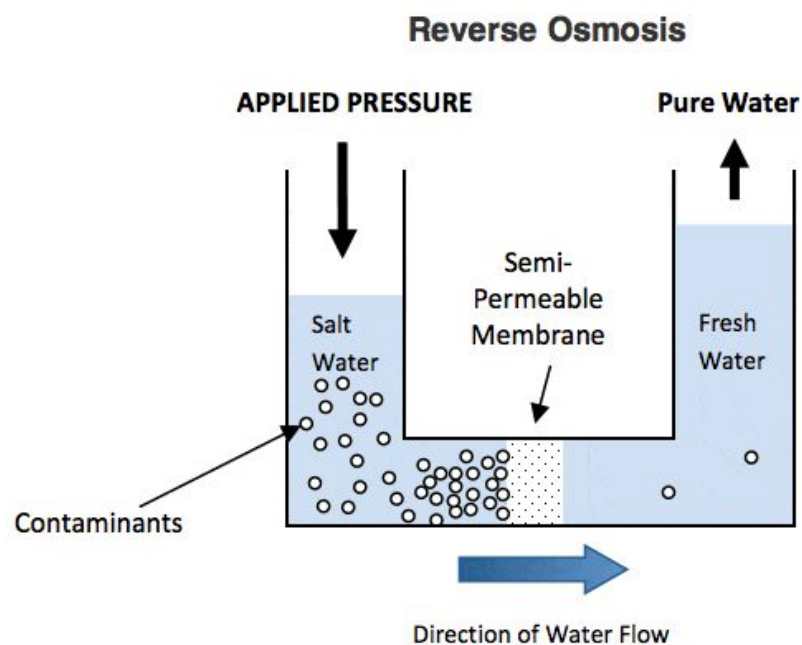 Reverse Osmosis
APPLIED PRESSURE
Pure Water
Semi-
Permeable
Membrane
Salt
Water
Fresh
Water
Contaminants
Direction of Water Flow